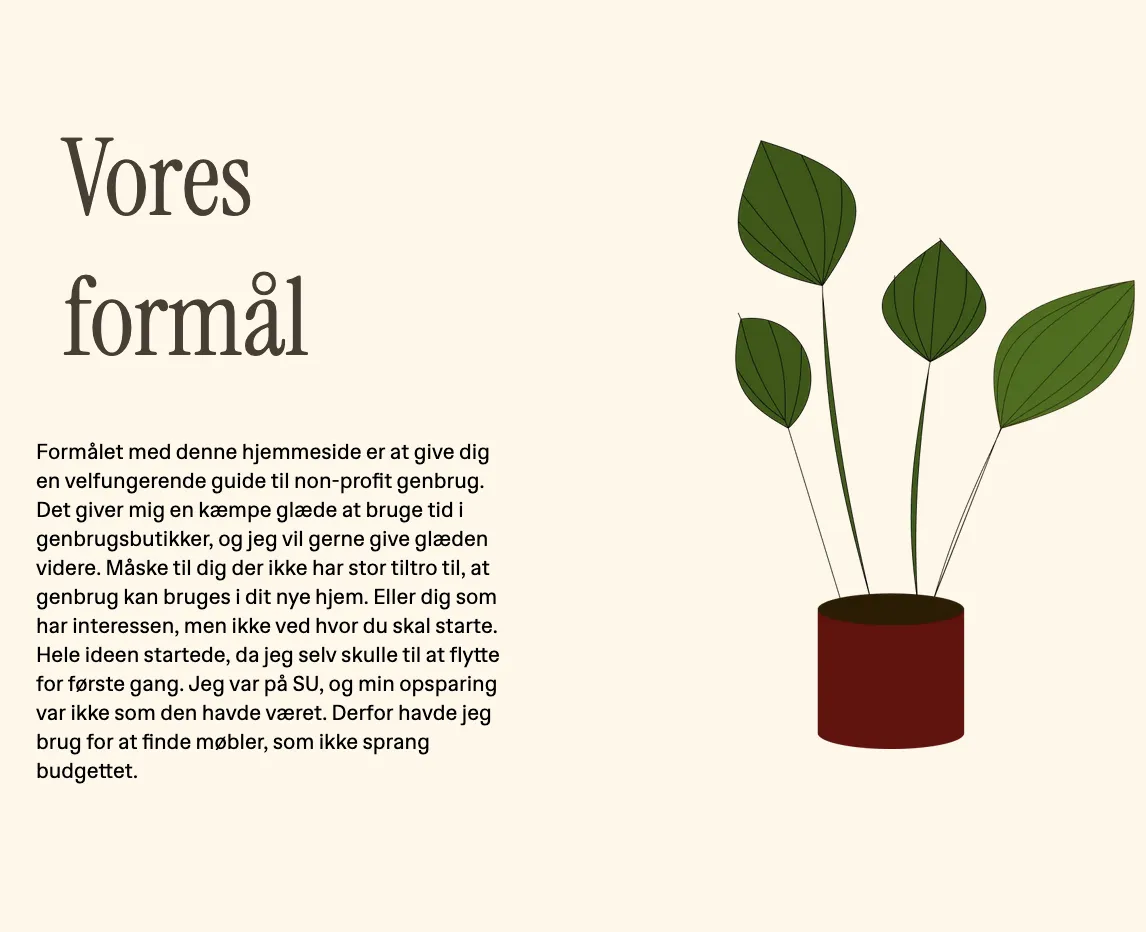 Vores
formål
Formålet med denne hjemmeside er at give dig
en velfungerende guide til non-profit genbrug.
Det giver mig en kæmpe glæde at bruge tid i
genbrugsbutikker, og jeg vil gerne give glæden
videre. Måske til dig der ikke har stor tiltro til, at
genbrug kan bruges i dit nye hjem. Eller dig som
har interessen, men ikke ved hvor du skal starte.
Hele ideen startede, da jeg selv skulle til at flytte
for første gang. Jeg var på SU, og min opsparing
var ikke som den havde været. Derfor havde jeg
brug for at finde møbler, som ikke sprang
budgettet.